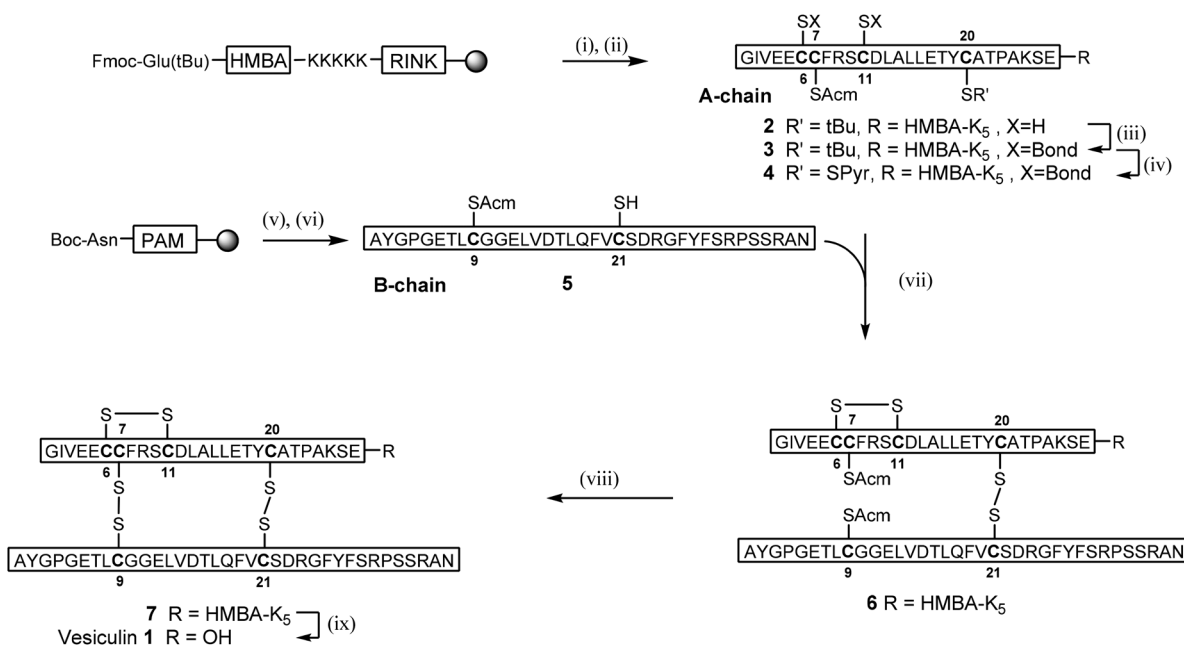 SX SX
7 20
Fmoc-Glu(tBu)–HMBA–KKKKK–RINK (i), (ii) GIVEECCFRSCDLALLETYCATPAKSE–R
6 11
SAcm SR'
A-chain
2 R' = tBu, R = HMBA-K5 , X=H (iii)
3 R' = tBu, R = HMBA-K5 , X=Bond
4 R' = SPyr, R = HMBA-K5 , X=Bond (iv)
SAcm SH
Boc-Asn–PAM (v), (vi) AYGPGETLCGGELVDTLQFVCSDRGFYFSRPSSRAN
9 21
B-chain 5
(vii)
S S
7 20
GIVEECCFRSCDLALLETYCATPAKSE–R
6 11
S S
S S
AYGPGETLCGGELVDTLQFVCSDRGFYFSRPSSRAN
9 21
7 R = HMBA-K5 (ix)
Vesiculin 1 R = OH
(viii)
S S
7 20
GIVEECCFRSCDLALLETYCATPAKSE–R
6 11
SAcm S
SAcm S
AYGPGETLCGGELVDTLQFVCSDRGFYFSRPSSRAN
9 21
6 R = HMBA-K5